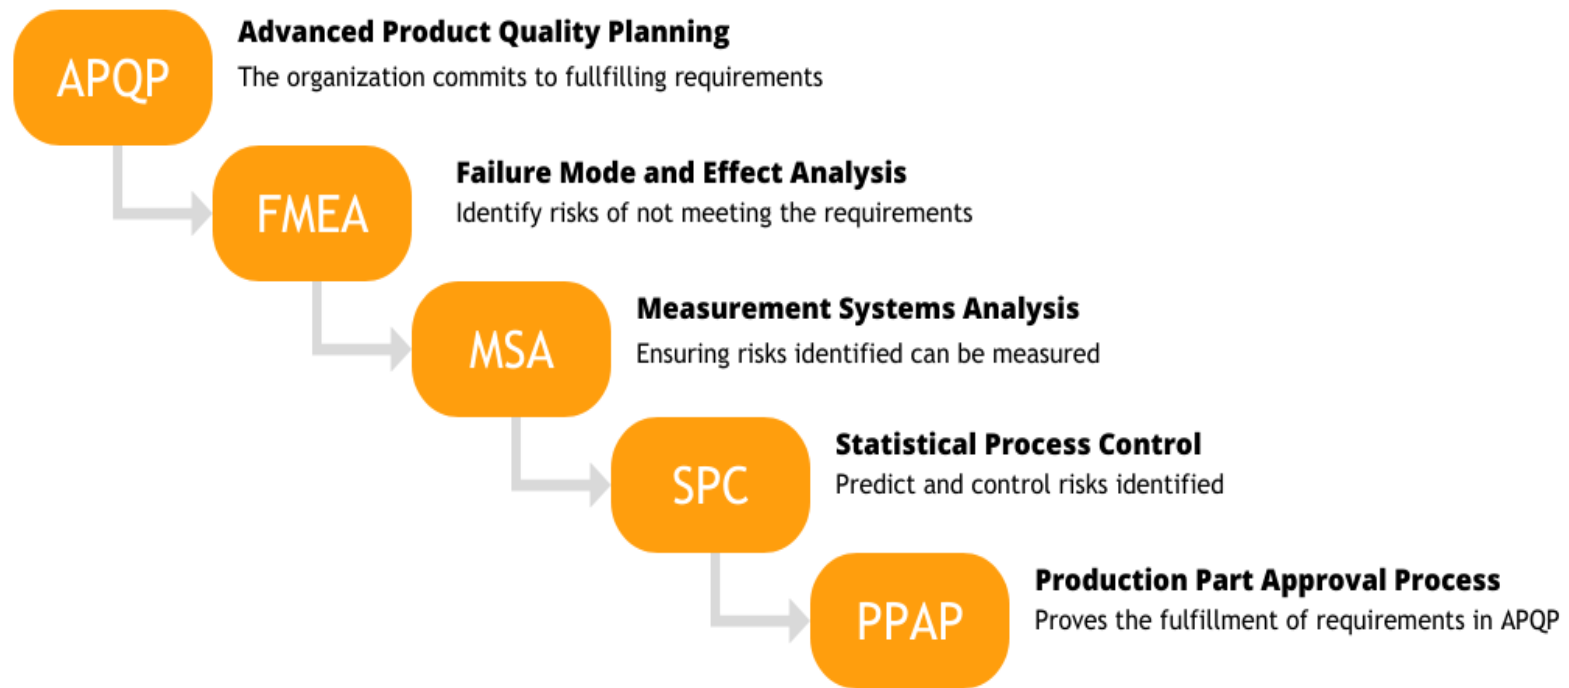 APQP
Advanced Product Quality Planning
The organization commits to fullfilling requirements
FMEA
Failure Mode and Effect Analysis
Identify risks of not meeting the requirements
MSA
Measurement Systems Analysis
Ensuring risks identified can be measured
SPC
Statistical Process Control
Predict and control risks identified
PPAP
Production Part Approval Process
Proves the fulfillment of requirements in APQP